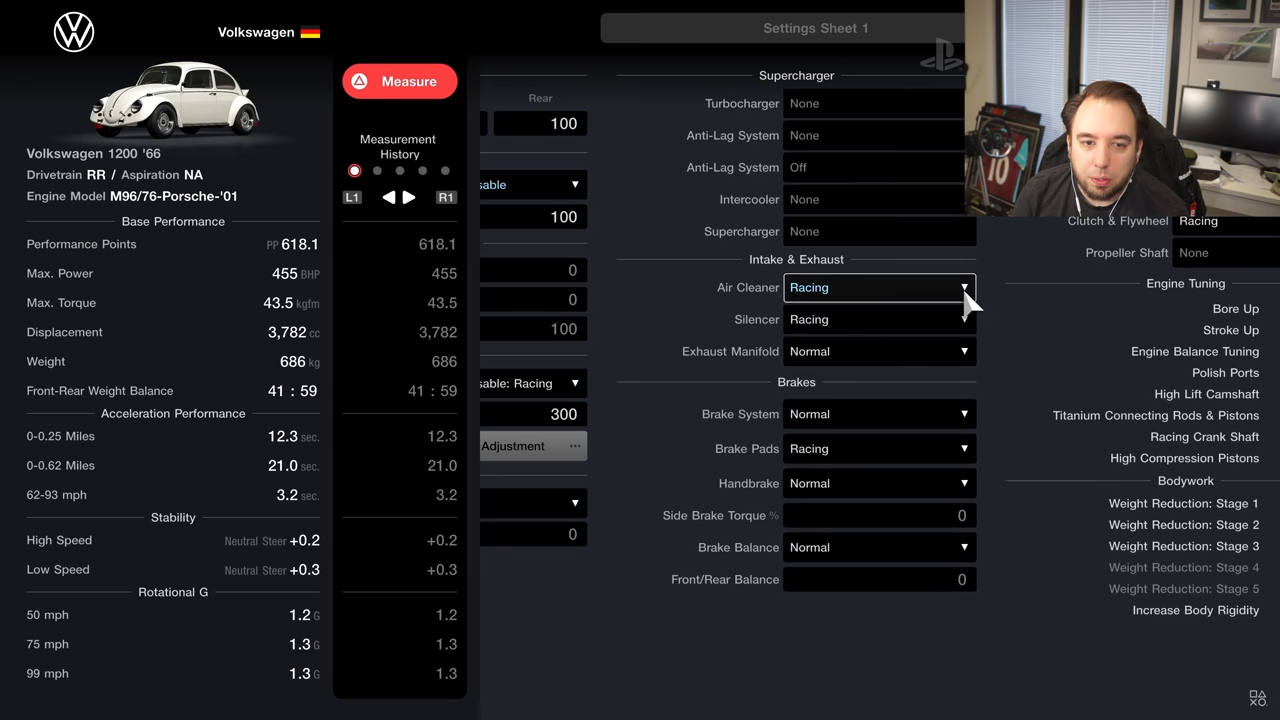 Volkswagen
Volkswagen 1200 '66
Drivetrain RR / Aspiration NA
Engine Model M96/76-Porsche-'01
Base Performance
Performance Points PP 618.1
Max. Power 455 BHP
Max. Torque 43.5 kgfm
Displacement 3,782 cc
Weight 686 kg
Front-Rear Weight Balance 41 : 59
Acceleration Performance
0-0.25 Miles 12.3 sec.
0-0.62 Miles 21.0 sec.
62-93 mph 3.2 sec.
Stability
High Speed Neutral Steer +0.2
Low Speed Neutral Steer +0.3
Rotational G
50 mph 1.2 G
75 mph 1.3 G
99 mph 1.3 G
Measure
Measurement
History
L1 R1
618.1
455
43.5
3,782
686
41 : 59
12.3
21.0
3.2
+0.2
+0.3
1.2
1.3
1.3
Rear
100
sable
100
0
0
100
sable: Racing
300
Adjustment ...
0
Settings Sheet 1
Supercharger
Turbocharger None
Anti-Lag System None
Anti-Lag System Off
Intercooler None
Supercharger None
Intake & Exhaust
Air Cleaner Racing
Silencer Racing
Exhaust Manifold Normal
Brakes
Brake System Normal
Brake Pads Racing
Handbrake Normal
Side Brake Torque % 0
Brake Balance Normal
Front/Rear Balance 0
10
Clutch & Flywheel Racing
Propeller Shaft None
Engine Tuning
Bore Up
Stroke Up
Engine Balance Tuning
Polish Ports
High Lift Camshaft
Titanium Connecting Rods & Pistons
Racing Crank Shaft
High Compression Pistons
Bodywork
Weight Reduction: Stage 1
Weight Reduction: Stage 2
Weight Reduction: Stage 3
Weight Reduction: Stage 4
Weight Reduction: Stage 5
Increase Body Rigidity